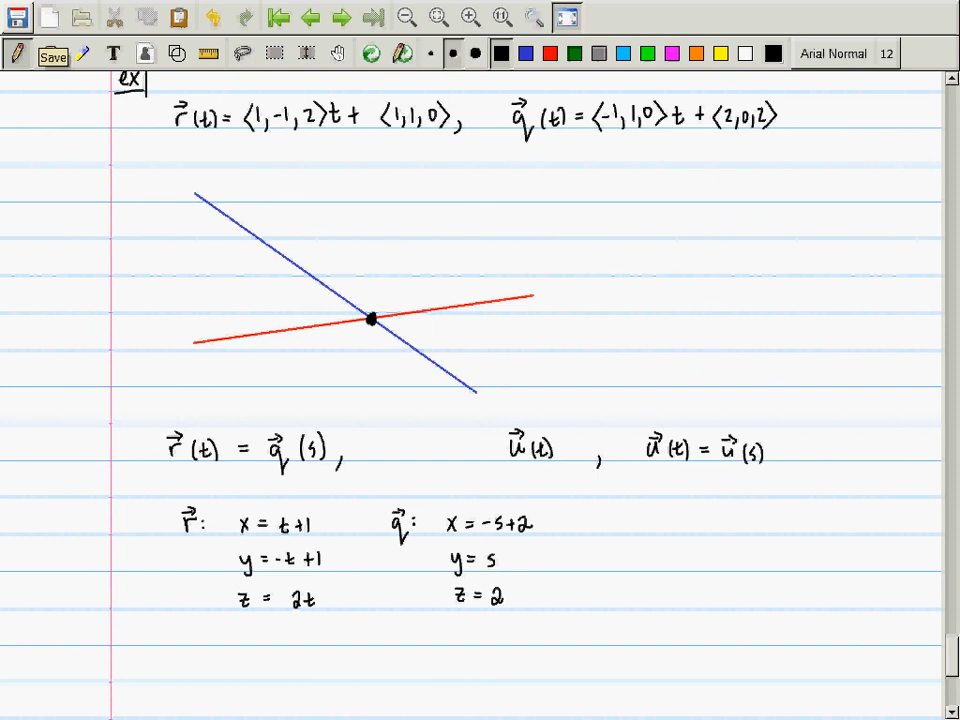 T Arial Normal 12
Save
ex
r⃗(t) = ⟨1,-1,2⟩t + ⟨1,1,0⟩, q⃗(t) = ⟨-1,1,0⟩t + ⟨2,0,2⟩
r⃗(t) = q⃗(s), u⃗(t) , u⃗(t) = u⃗(s)
r⃗: x = t+1 q⃗: x = -s+2
y = -t+1 y = s
z = 2t z = 2